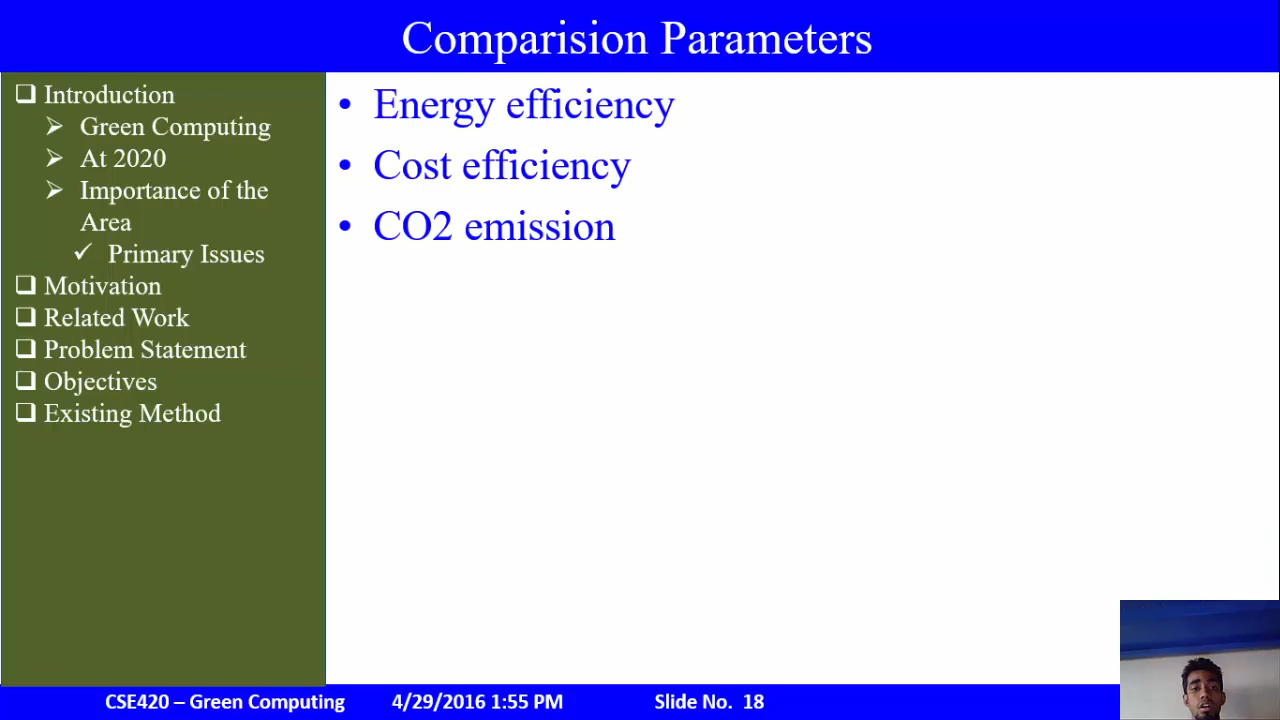 Comparision Parameters
❑ Introduction
➢ Green Computing
➢ At 2020
➢ Importance of the
Area
✓ Primary Issues
❑ Motivation
❑ Related Work
❑ Problem Statement
❑ Objectives
❑ Existing Method
• Energy efficiency
• Cost efficiency
• CO2 emission
CSE420 – Green Computing 4/29/2016 1:55 PM Slide No. 18